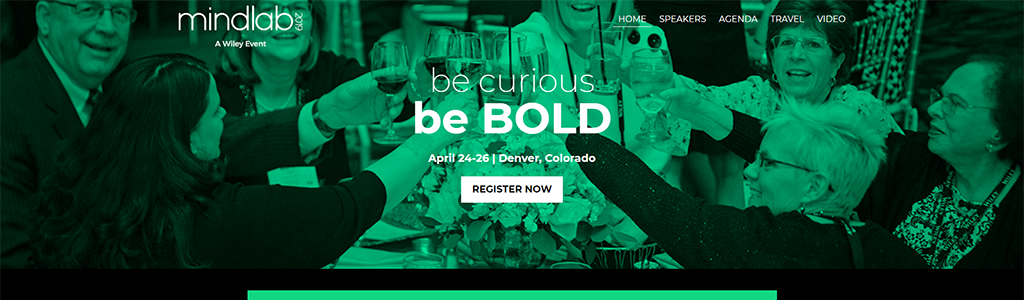 mindlab 2019
A Wiley Event
HOME SPEAKERS AGENDA TRAVEL VIDEO
be curious
be BOLD
April 24-26 | Denver, Colorado
REGISTER NOW